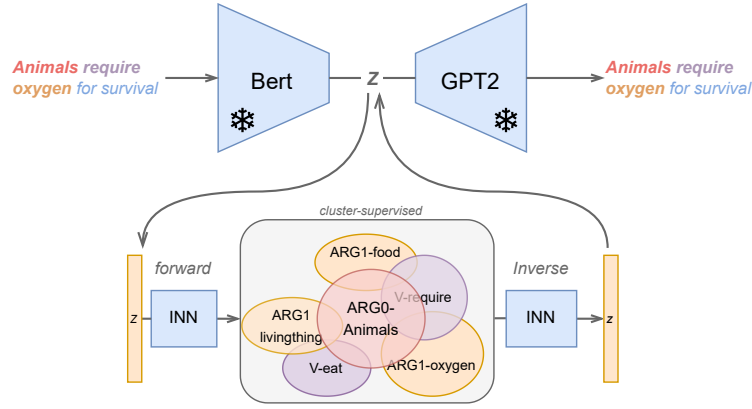 Animals require
oxygen for survival
Bert
z
GPT2
Animals require
oxygen for survival
cluster-supervised
forward
Inverse
z
INN
ARG1-food
V-require
ARG0-
Animals
ARG1
livingthing
V-eat
ARG1-oxygen
INN
z